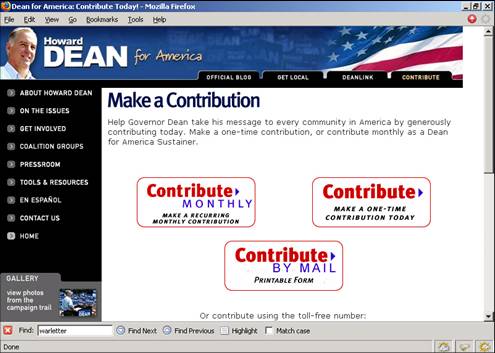 Dean for America: Contribute Today! - Mozilla Firefox
File Edit View Go Bookmarks Tools Help
Howard
DEAN for America
OFFICIAL BLOG GET LOCAL DEANLINK CONTRIBUTE
ABOUT HOWARD DEAN
ON THE ISSUES
GET INVOLVED
COALITION GROUPS
PRESSROOM
TOOLS & RESOURCES
EN ESPAÑOL
CONTACT US
HOME
GALLERY
view photos
from the
campaign trail
Make a Contribution
Help Governor Dean take his message to every community in America by generously
contributing today. Make a one-time contribution, or contribute monthly as a Dean
for America Sustainer.
Contribute
MONTHLY
MAKE A RECURRING
MONTHLY CONTRIBUTION
Contribute
MAKE A ONE-TIME
CONTRIBUTION TODAY
Contribute
BY MAIL
PRINTABLE FORM
Or contribute using the toll-free number:
Find: warletter Find Next Find Previous Highlight Match case
Done